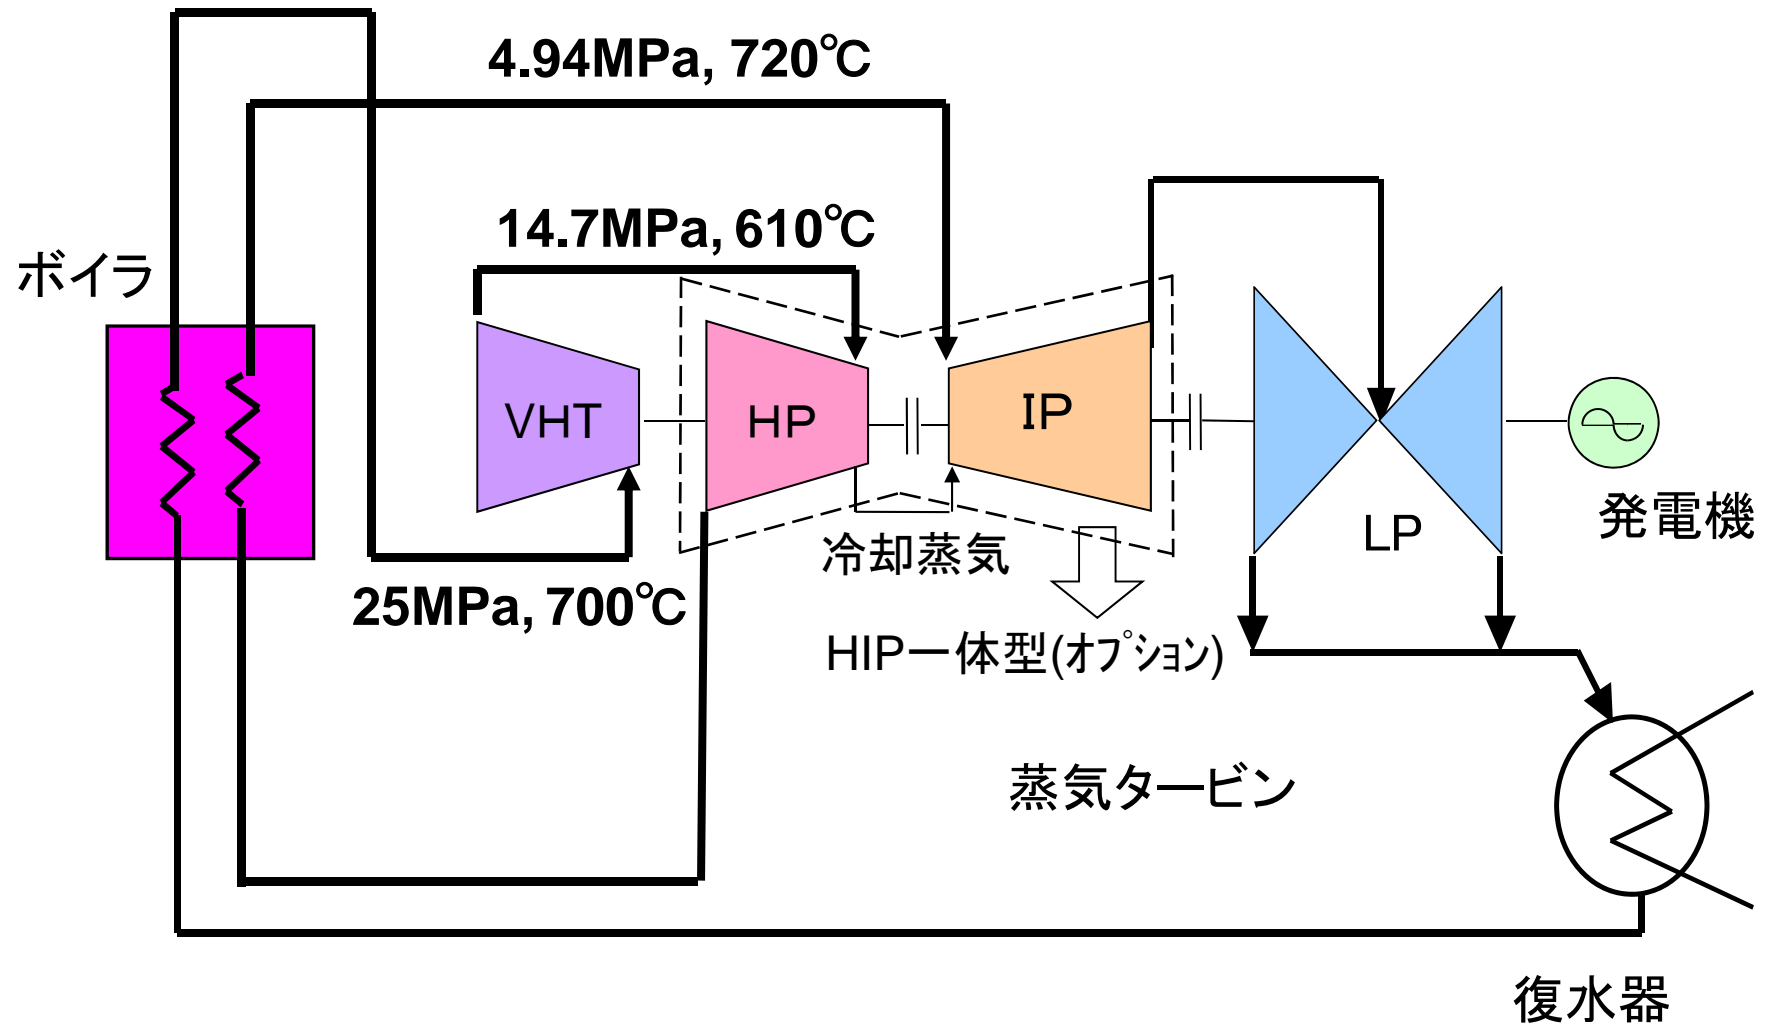 4.94MPa, 720℃
14.7MPa, 610℃
ボイラ
VHT
HP
IP
LP
発電機
冷却蒸気
25MPa, 700℃
HIP一体型(オプション)
蒸気タービン
復水器